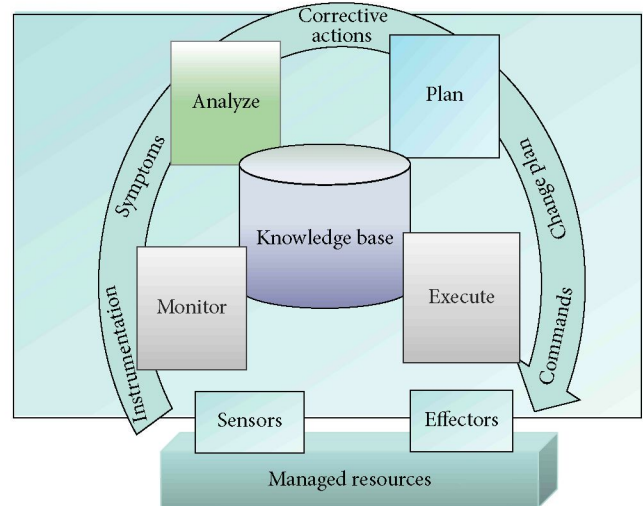 Corrective
actions
Analyze
Plan
Symptoms
Change plan
Knowledge base
Monitor
Execute
Instrumentation
Commands
Sensors
Effectors
Managed resources